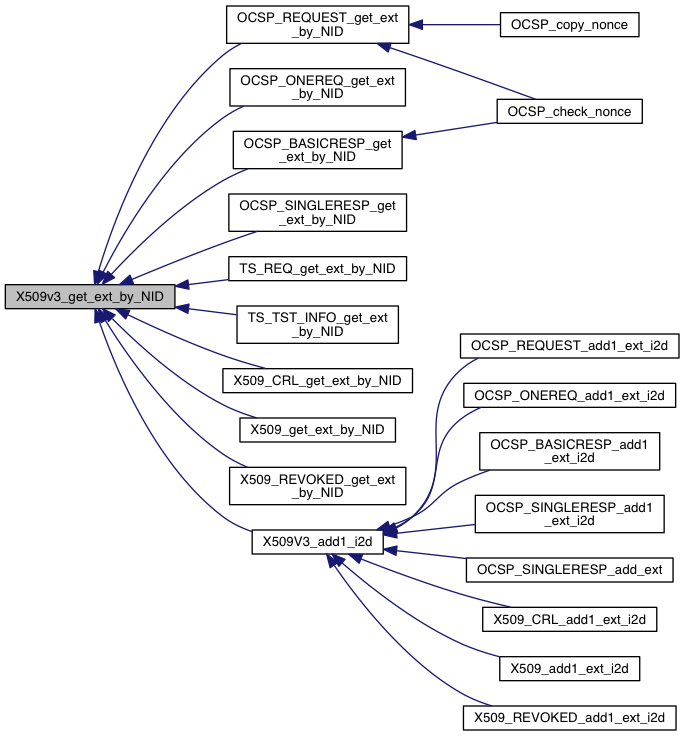 OCSP_REQUEST_get_ext
_by_NID
OCSP_copy_nonce
OCSP_ONEREQ_get_ext
_by_NID
OCSP_check_nonce
OCSP_BASICRESP_get
_ext_by_NID
OCSP_SINGLERESP_get
_ext_by_NID
TS_REQ_get_ext_by_NID
X509v3_get_ext_by_NID
TS_TST_INFO_get_ext
_by_NID
X509_CRL_get_ext_by_NID
X509_get_ext_by_NID
X509_REVOKED_get_ext
_by_NID
X509V3_add1_i2d
OCSP_REQUEST_add1_ext_i2d
OCSP_ONEREQ_add1_ext_i2d
OCSP_BASICRESP_add1
_ext_i2d
OCSP_SINGLERESP_add1
_ext_i2d
OCSP_SINGLERESP_add_ext
X509_CRL_add1_ext_i2d
X509_add1_ext_i2d
X509_REVOKED_add1_ext_i2d